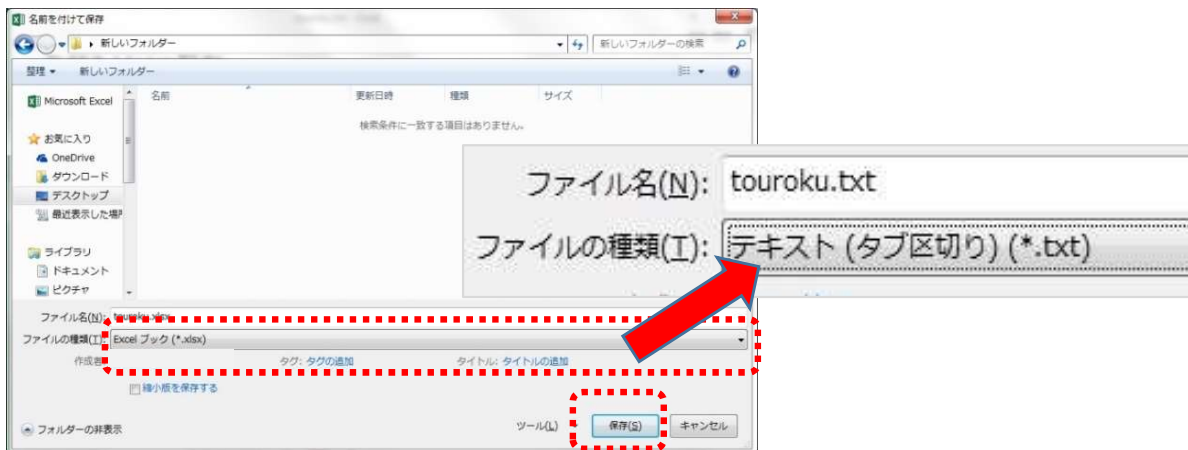 名前を付けて保存
新しいフォルダー
新しいフォルダーの検索
整理 新しいフォルダー
Microsoft Excel
名前 更新日時 種類 サイズ
検索条件に一致する項目はありません。
お気に入り
OneDrive
ダウンロード
デスクトップ
最近表示した場所
ライブラリ
ドキュメント
ピクチャ
ファイル名(N): touroku.txt
ファイルの種類(T): テキスト (タブ区切り) (*.txt)
ファイル名(N): touroku.xlsx
ファイルの種類(T): Excel ブック (*.xlsx)
作成者 タグ: タグの追加 タイトル: タイトルの追加
縮小版を保存する
フォルダーの非表示
ツール(L) 保存(S) キャンセル